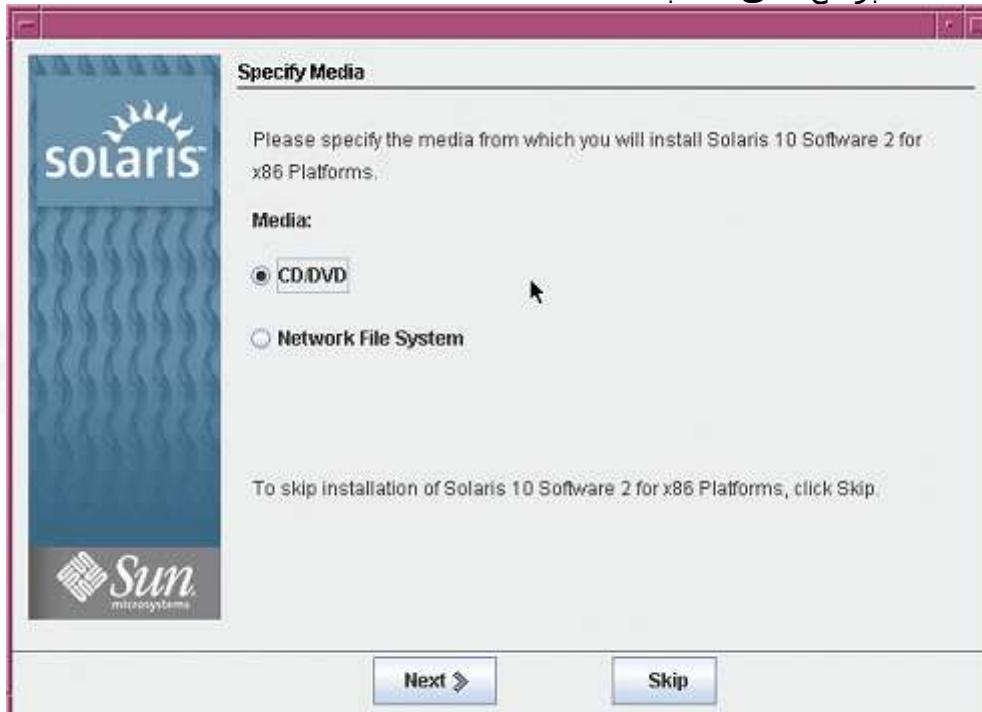 Specify Media
solaris™
Please specify the media from which you will install Solaris 10 Software 2 for
x86 Platforms.
Media:
CD/DVD
Network File System
To skip installation of Solaris 10 Software 2 for x86 Platforms, click Skip.
Sun
microsystems
Next
Skip